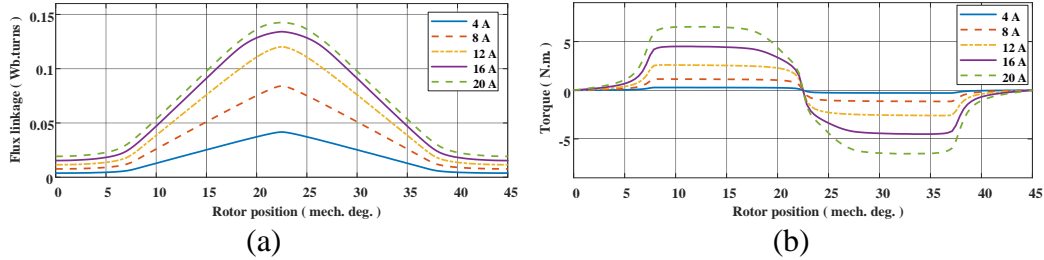 Flux linkage ( Wb.turns )
0.15
0.1
0.05
0
0 5 10 15 20 25 30 35 40 45
Rotor position ( mech. deg. )
4 A
8 A
12 A
16 A
20 A
(a)
Torque ( N.m. )
5
0
-5
0 5 10 15 20 25 30 35 40 45
Rotor position ( mech. deg. )
4 A
8 A
12 A
16 A
20 A
(b)